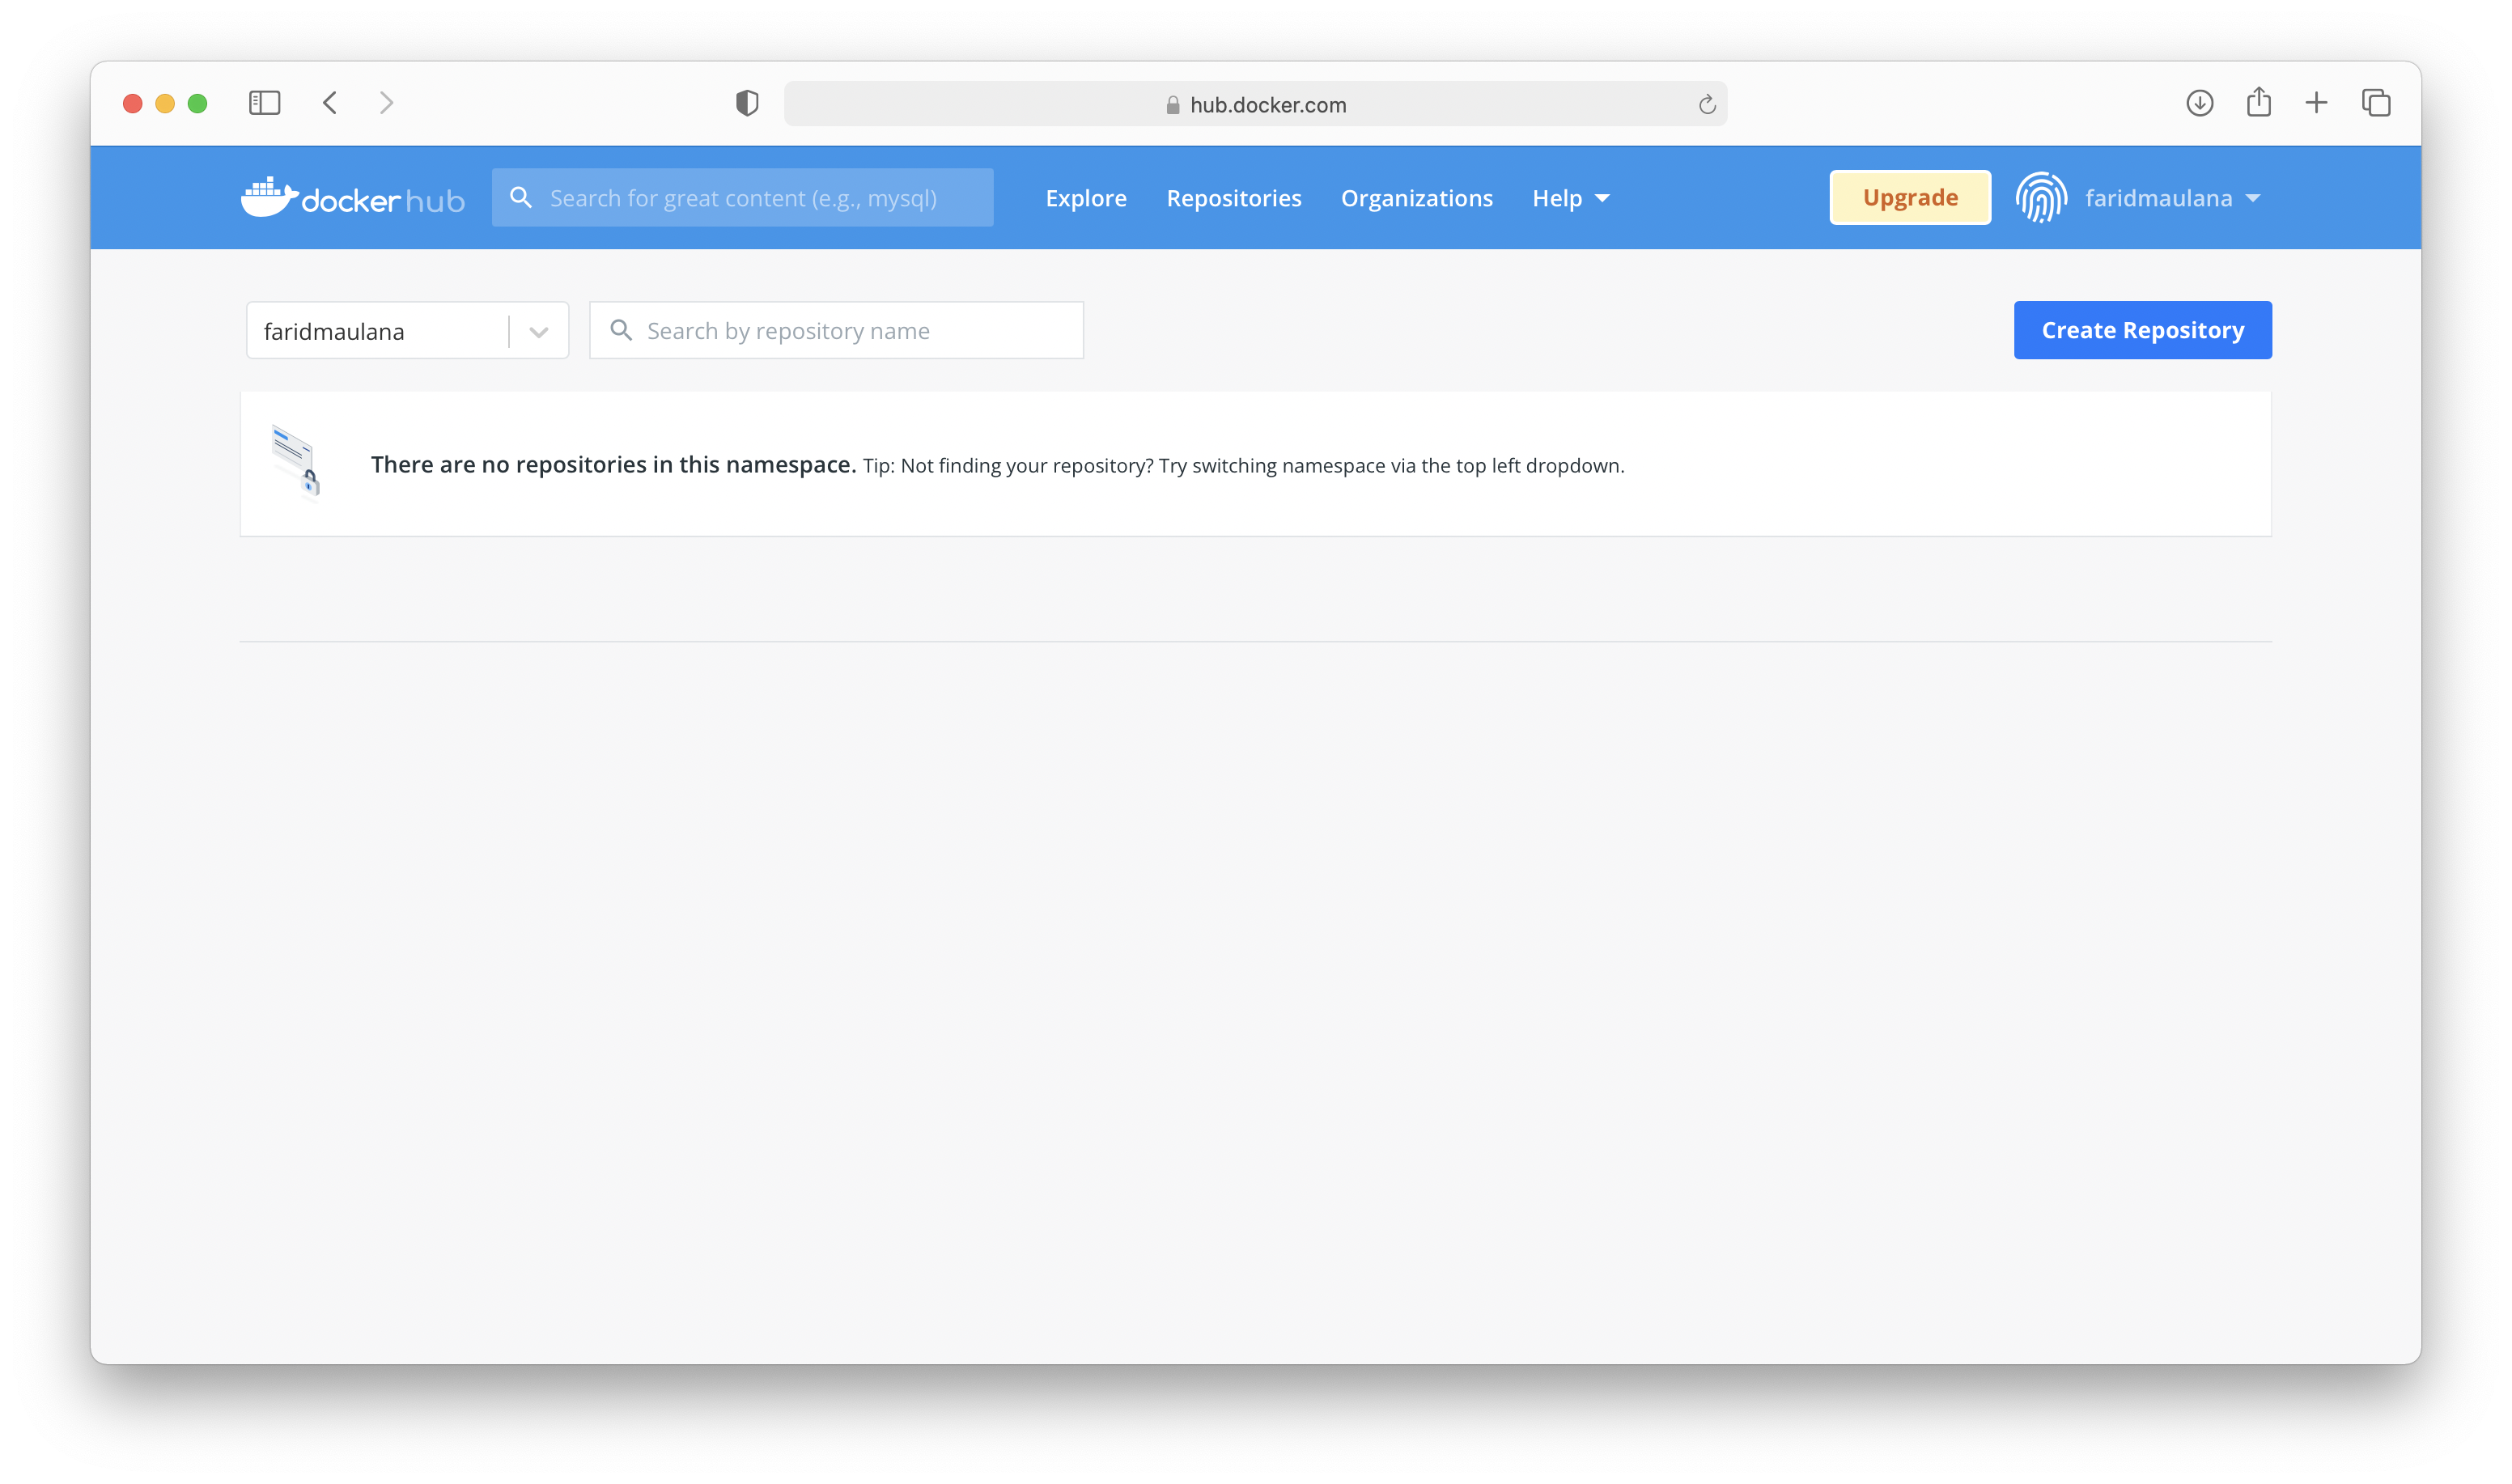 hub.docker.com
docker hub
Search for great content (e.g., mysql)
Explore
Repositories
Organizations
Help
Upgrade
faridmaulana
faridmaulana
Search by repository name
Create Repository
There are no repositories in this namespace. Tip: Not finding your repository? Try switching namespace via the top left dropdown.